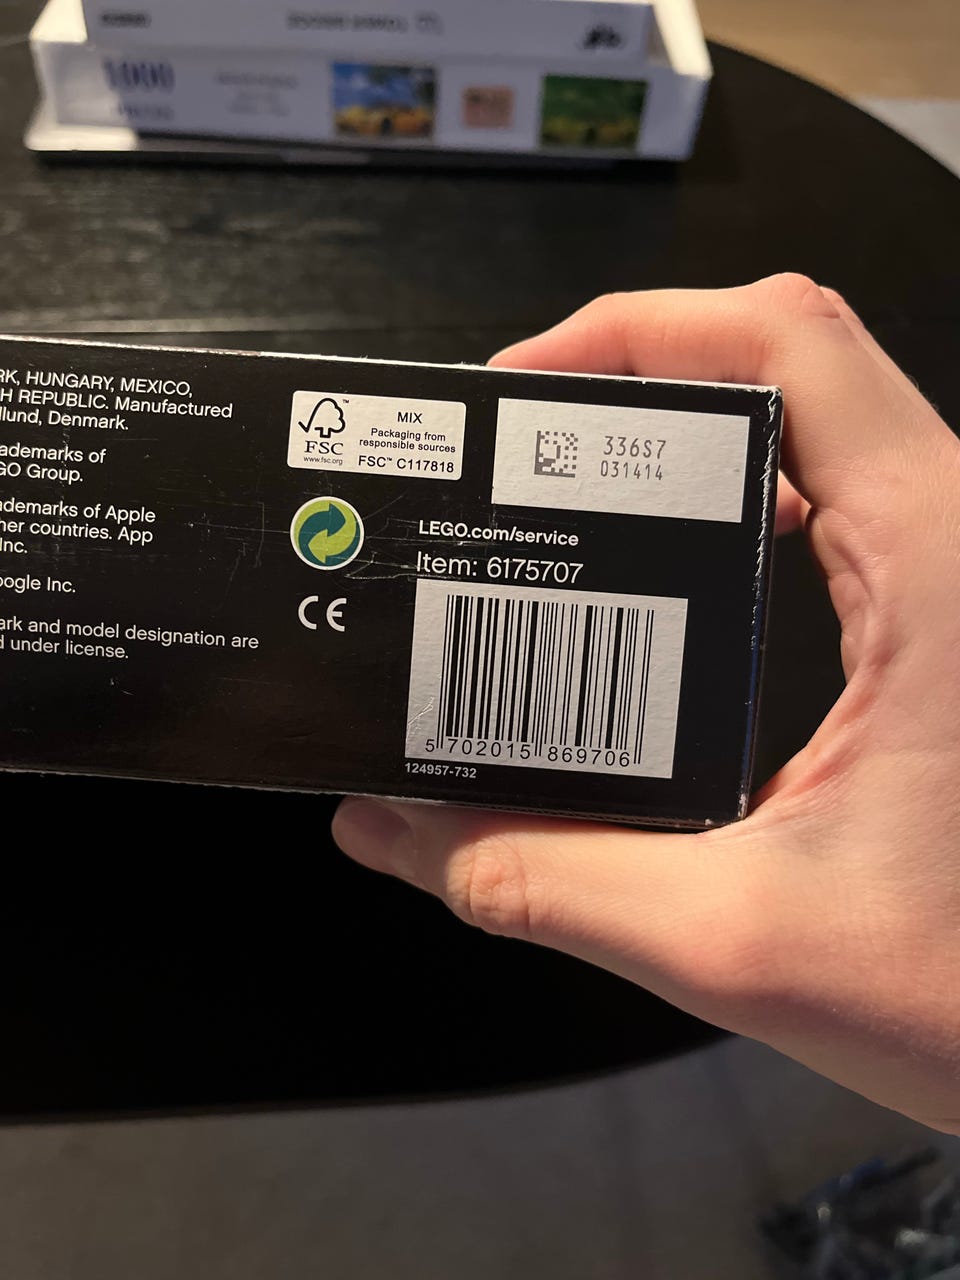 1000
RK, HUNGARY, MEXICO,
H REPUBLIC. Manufactured
llund, Denmark.
ademarks of
GO Group.
ademarks of Apple
her countries. App
Inc.
oogle Inc.
ark and model designation are
d under license.
FSC™
www.fsc.org
MIX
Packaging from
responsible sources
FSC™ C117818
336S7
031414
LEGO.com/service
Item: 6175707
CE
5 702015 869706
124957-732